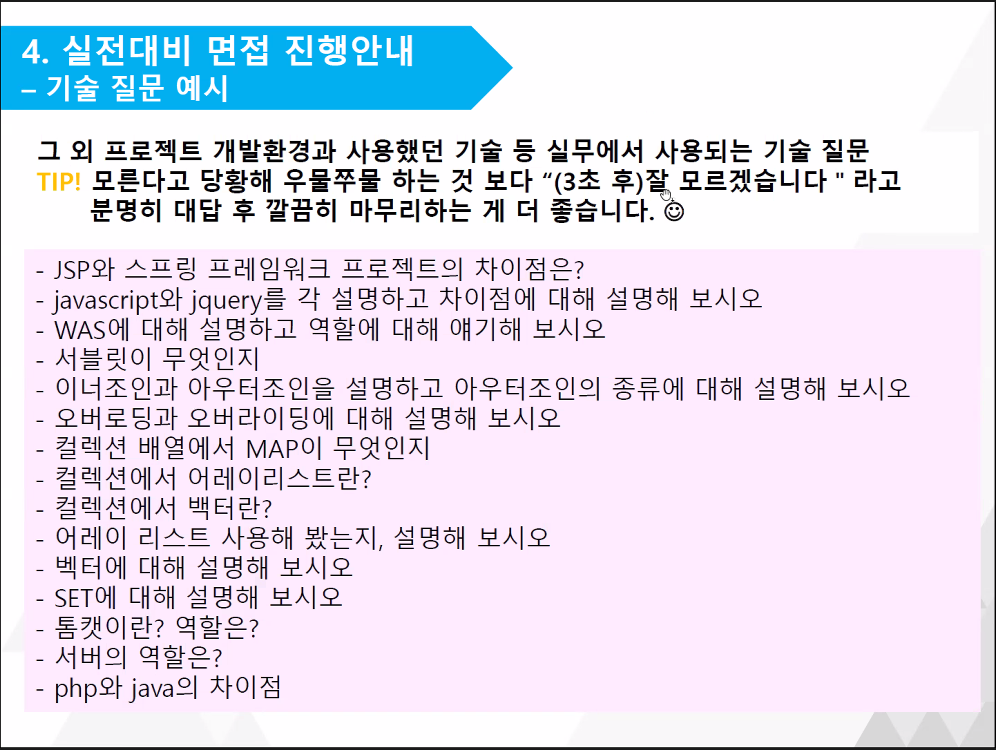 4. 실전대비 면접 진행안내
– 기술 질문 예시
그 외 프로젝트 개발환경과 사용했던 기술 등 실무에서 사용되는 기술 질문
TIP! 모른다고 당황해 우물쭈물 하는 것 보다 “(3초 후)잘 모르겠습니다 " 라고
분명히 대답 후 깔끔히 마무리하는 게 더 좋습니다. ☺
- JSP와 스프링 프레임워크 프로젝트의 차이점은?
- javascript와 jquery를 각 설명하고 차이점에 대해 설명해 보시오
- WAS에 대해 설명하고 역할에 대해 얘기해 보시오
- 서블릿이 무엇인지
- 이너조인과 아우터조인을 설명하고 아우터조인의 종류에 대해 설명해 보시오
- 오버로딩과 오버라이딩에 대해 설명해 보시오
- 컬렉션 배열에서 MAP이 무엇인지
- 컬렉션에서 어레이리스트란?
- 컬렉션에서 백터란?
- 어레이 리스트 사용해 봤는지, 설명해 보시오
- 벡터에 대해 설명해 보시오
- SET에 대해 설명해 보시오
- 톰캣이란? 역할은?
- 서버의 역할은?
- php와 java의 차이점